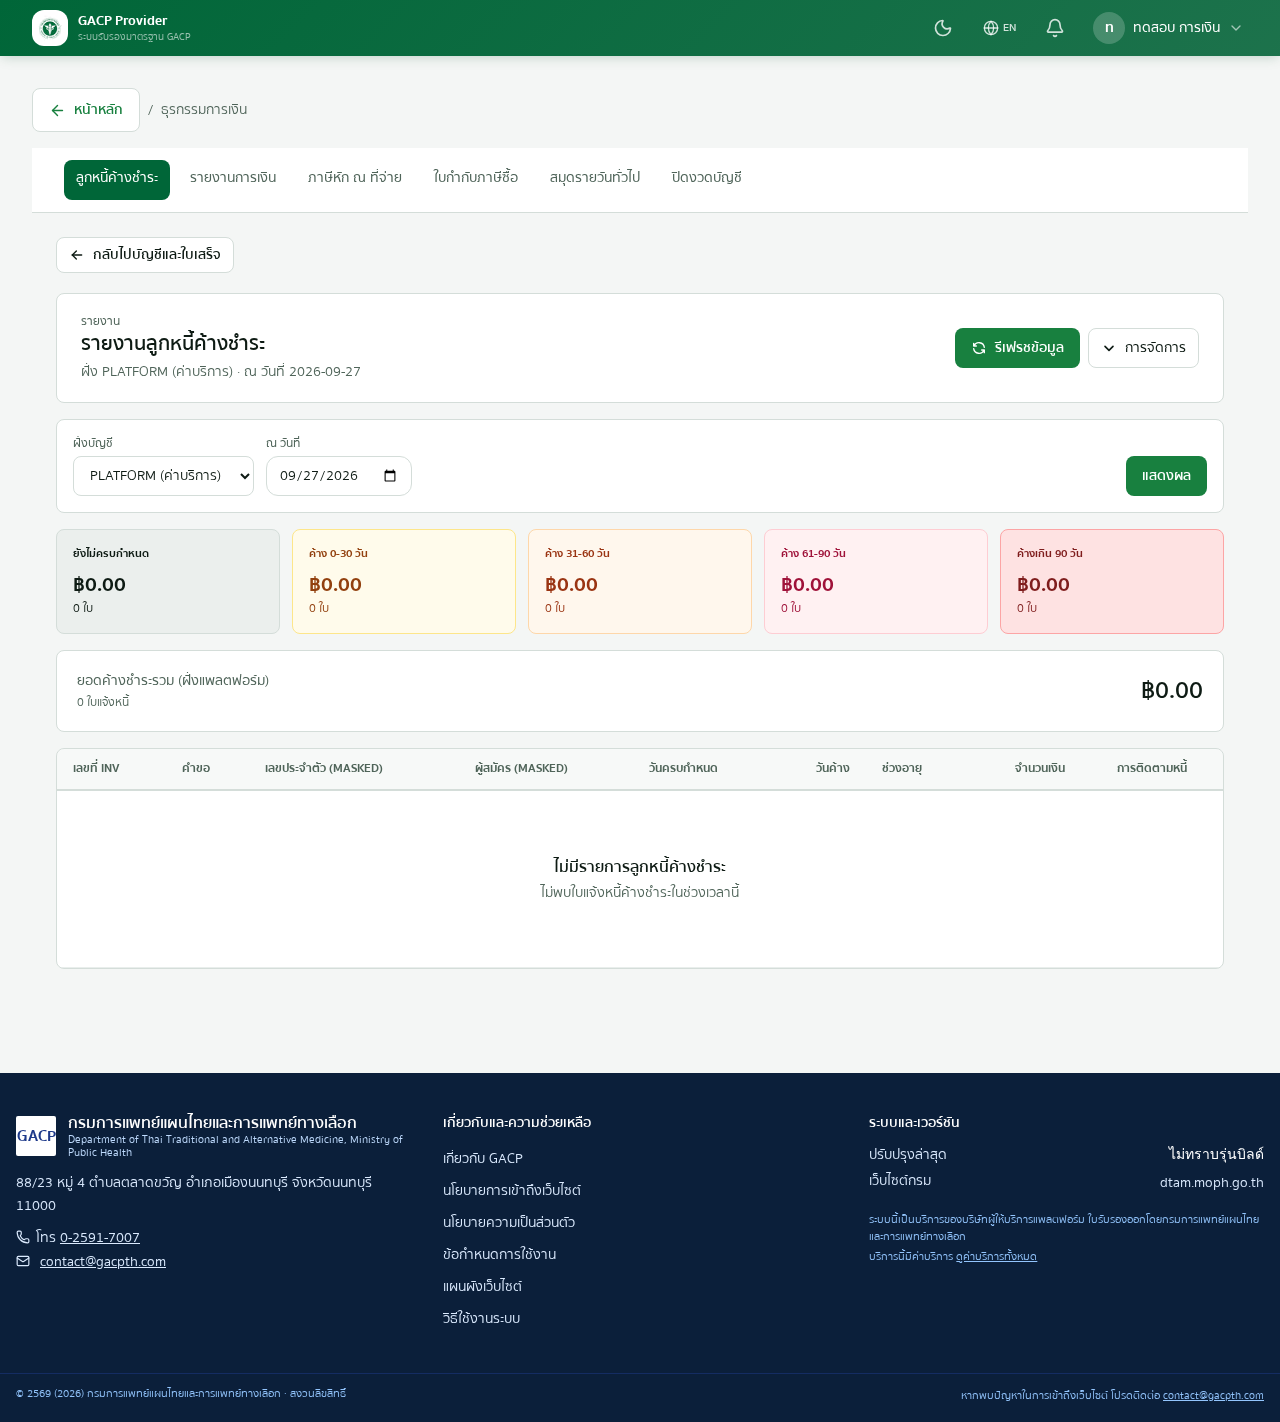 GACP Provider
ระบบรับรองมาตรฐาน GACP
EN
ท
ทดสอบ การเงิน
หน้าหลัก
/ ธุรกรรมการเงิน
ลูกหนี้ค้างชำระ
รายงานการเงิน
ภาษีหัก ณ ที่จ่าย
ใบกำกับภาษีซื้อ
สมุดรายวันทั่วไป
ปิดงวดบัญชี
กลับไปบัญชีและใบเสร็จ
รายงาน
รายงานลูกหนี้ค้างชำระ
ฝั่ง PLATFORM (ค่าบริการ) · ณ วันที่ 2026-09-27
รีเฟรชข้อมูล
การจัดการ
ฝั่งบัญชี
ณ วันที่
PLATFORM (ค่าบริการ)
09/27/2026
แสดงผล
ยังไม่ครบกำหนด
฿0.00
0 ใบ
ค้าง 0-30 วัน
฿0.00
0 ใบ
ค้าง 31-60 วัน
฿0.00
0 ใบ
ค้าง 61-90 วัน
฿0.00
0 ใบ
ค้างเกิน 90 วัน
฿0.00
0 ใบ
ยอดค้างชำระรวม (ฝั่งแพลตฟอร์ม)
0 ใบแจ้งหนี้
฿0.00
เลขที่ INV
คำขอ
เลขประจำตัว (MASKED)
ผู้สมัคร (MASKED)
วันครบกำหนด
วันค้าง
ช่วงอายุ
จำนวนเงิน
การติดตามหนี้
ไม่มีรายการลูกหนี้ค้างชำระ
ไม่พบใบแจ้งหนี้ค้างชำระในช่วงเวลานี้
GACP
กรมการแพทย์แผนไทยและการแพทย์ทางเลือก
Department of Thai Traditional and Alternative Medicine, Ministry of
Public Health
88/23 หมู่ 4 ตำบลตลาดขวัญ อำเภอเมืองนนทบุรี จังหวัดนนทบุรี
11000
โทร 0-2591-7007
contact@gacpth.com
เกี่ยวกับและความช่วยเหลือ
เกี่ยวกับ GACP
นโยบายการเข้าถึงเว็บไซต์
นโยบายความเป็นส่วนตัว
ข้อกำหนดการใช้งาน
แผนผังเว็บไซต์
วิธีใช้งานระบบ
ระบบและเวอร์ชัน
ปรับปรุงล่าสุด
ไม่ทราบรุ่นบิลด์
เว็บไซต์กรม
dtam.moph.go.th
ระบบนี้เป็นบริการของบริษัทผู้ให้บริการแพลตฟอร์ม ใบรับรองออกโดยกรมการแพทย์แผนไทย
และการแพทย์ทางเลือก
บริการนี้มีค่าบริการ ดูค่าบริการทั้งหมด
© 2569 (2026) กรมการแพทย์แผนไทยและการแพทย์ทางเลือก · สงวนลิขสิทธิ์
หากพบปัญหาในการเข้าถึงเว็บไซต์ โปรดติดต่อ contact@gacpth.com